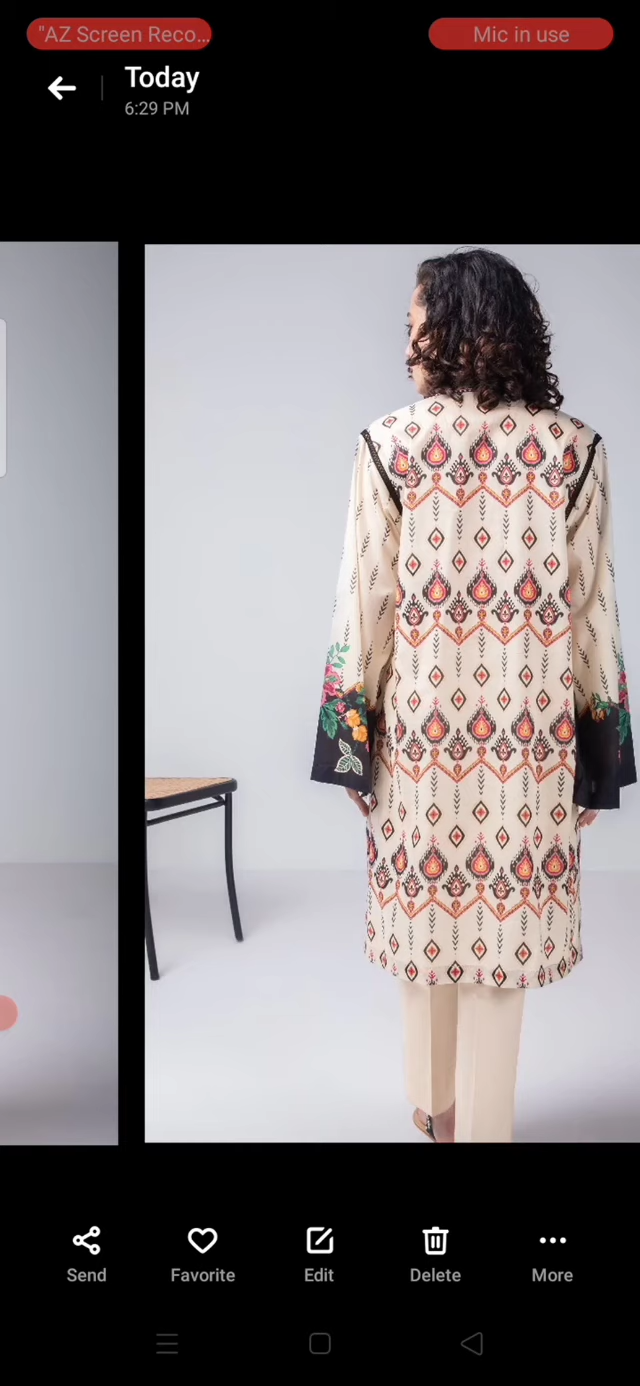 "AZ Screen Reco...
Mic in use
Today
6:29 PM
Send
Favorite
Edit
Delete
More